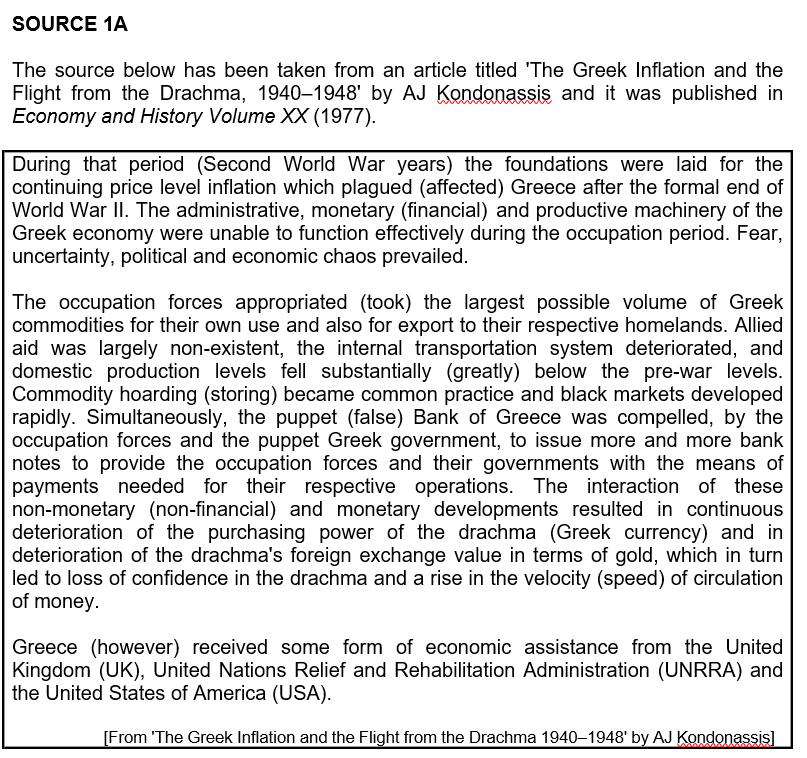 SOURCE 1A
The source below has been taken from an article titled 'The Greek Inflation and the
Flight from the Drachma, 1940–1948' by AJ Kondonassis and it was published in
Economy and History Volume XX (1977).
During that period (Second World War years) the foundations were laid for the
continuing price level inflation which plagued (affected) Greece after the formal end of
World War II. The administrative, monetary (financial) and productive machinery of the
Greek economy were unable to function effectively during the occupation period. Fear,
uncertainty, political and economic chaos prevailed.
The occupation forces appropriated (took) the largest possible volume of Greek
commodities for their own use and also for export to their respective homelands. Allied
aid was largely non-existent, the internal transportation system deteriorated, and
domestic production levels fell substantially (greatly) below the pre-war levels.
Commodity hoarding (storing) became common practice and black markets developed
rapidly. Simultaneously, the puppet (false) Bank of Greece was compelled, by the
occupation forces and the puppet Greek government, to issue more and more bank
notes to provide the occupation forces and their governments with the means of
payments needed for their respective operations. The interaction of these
non-monetary (non-financial) and monetary developments resulted in continuous
deterioration of the purchasing power of the drachma (Greek currency) and in
deterioration of the drachma's foreign exchange value in terms of gold, which in turn
led to loss of confidence in the drachma and a rise in the velocity (speed) of circulation
of money.
Greece (however) received some form of economic assistance from the United
Kingdom (UK), United Nations Relief and Rehabilitation Administration (UNRRA) and
the United States of America (USA).
[From 'The Greek Inflation and the Flight from the Drachma 1940–1948' by AJ Kondonassis]